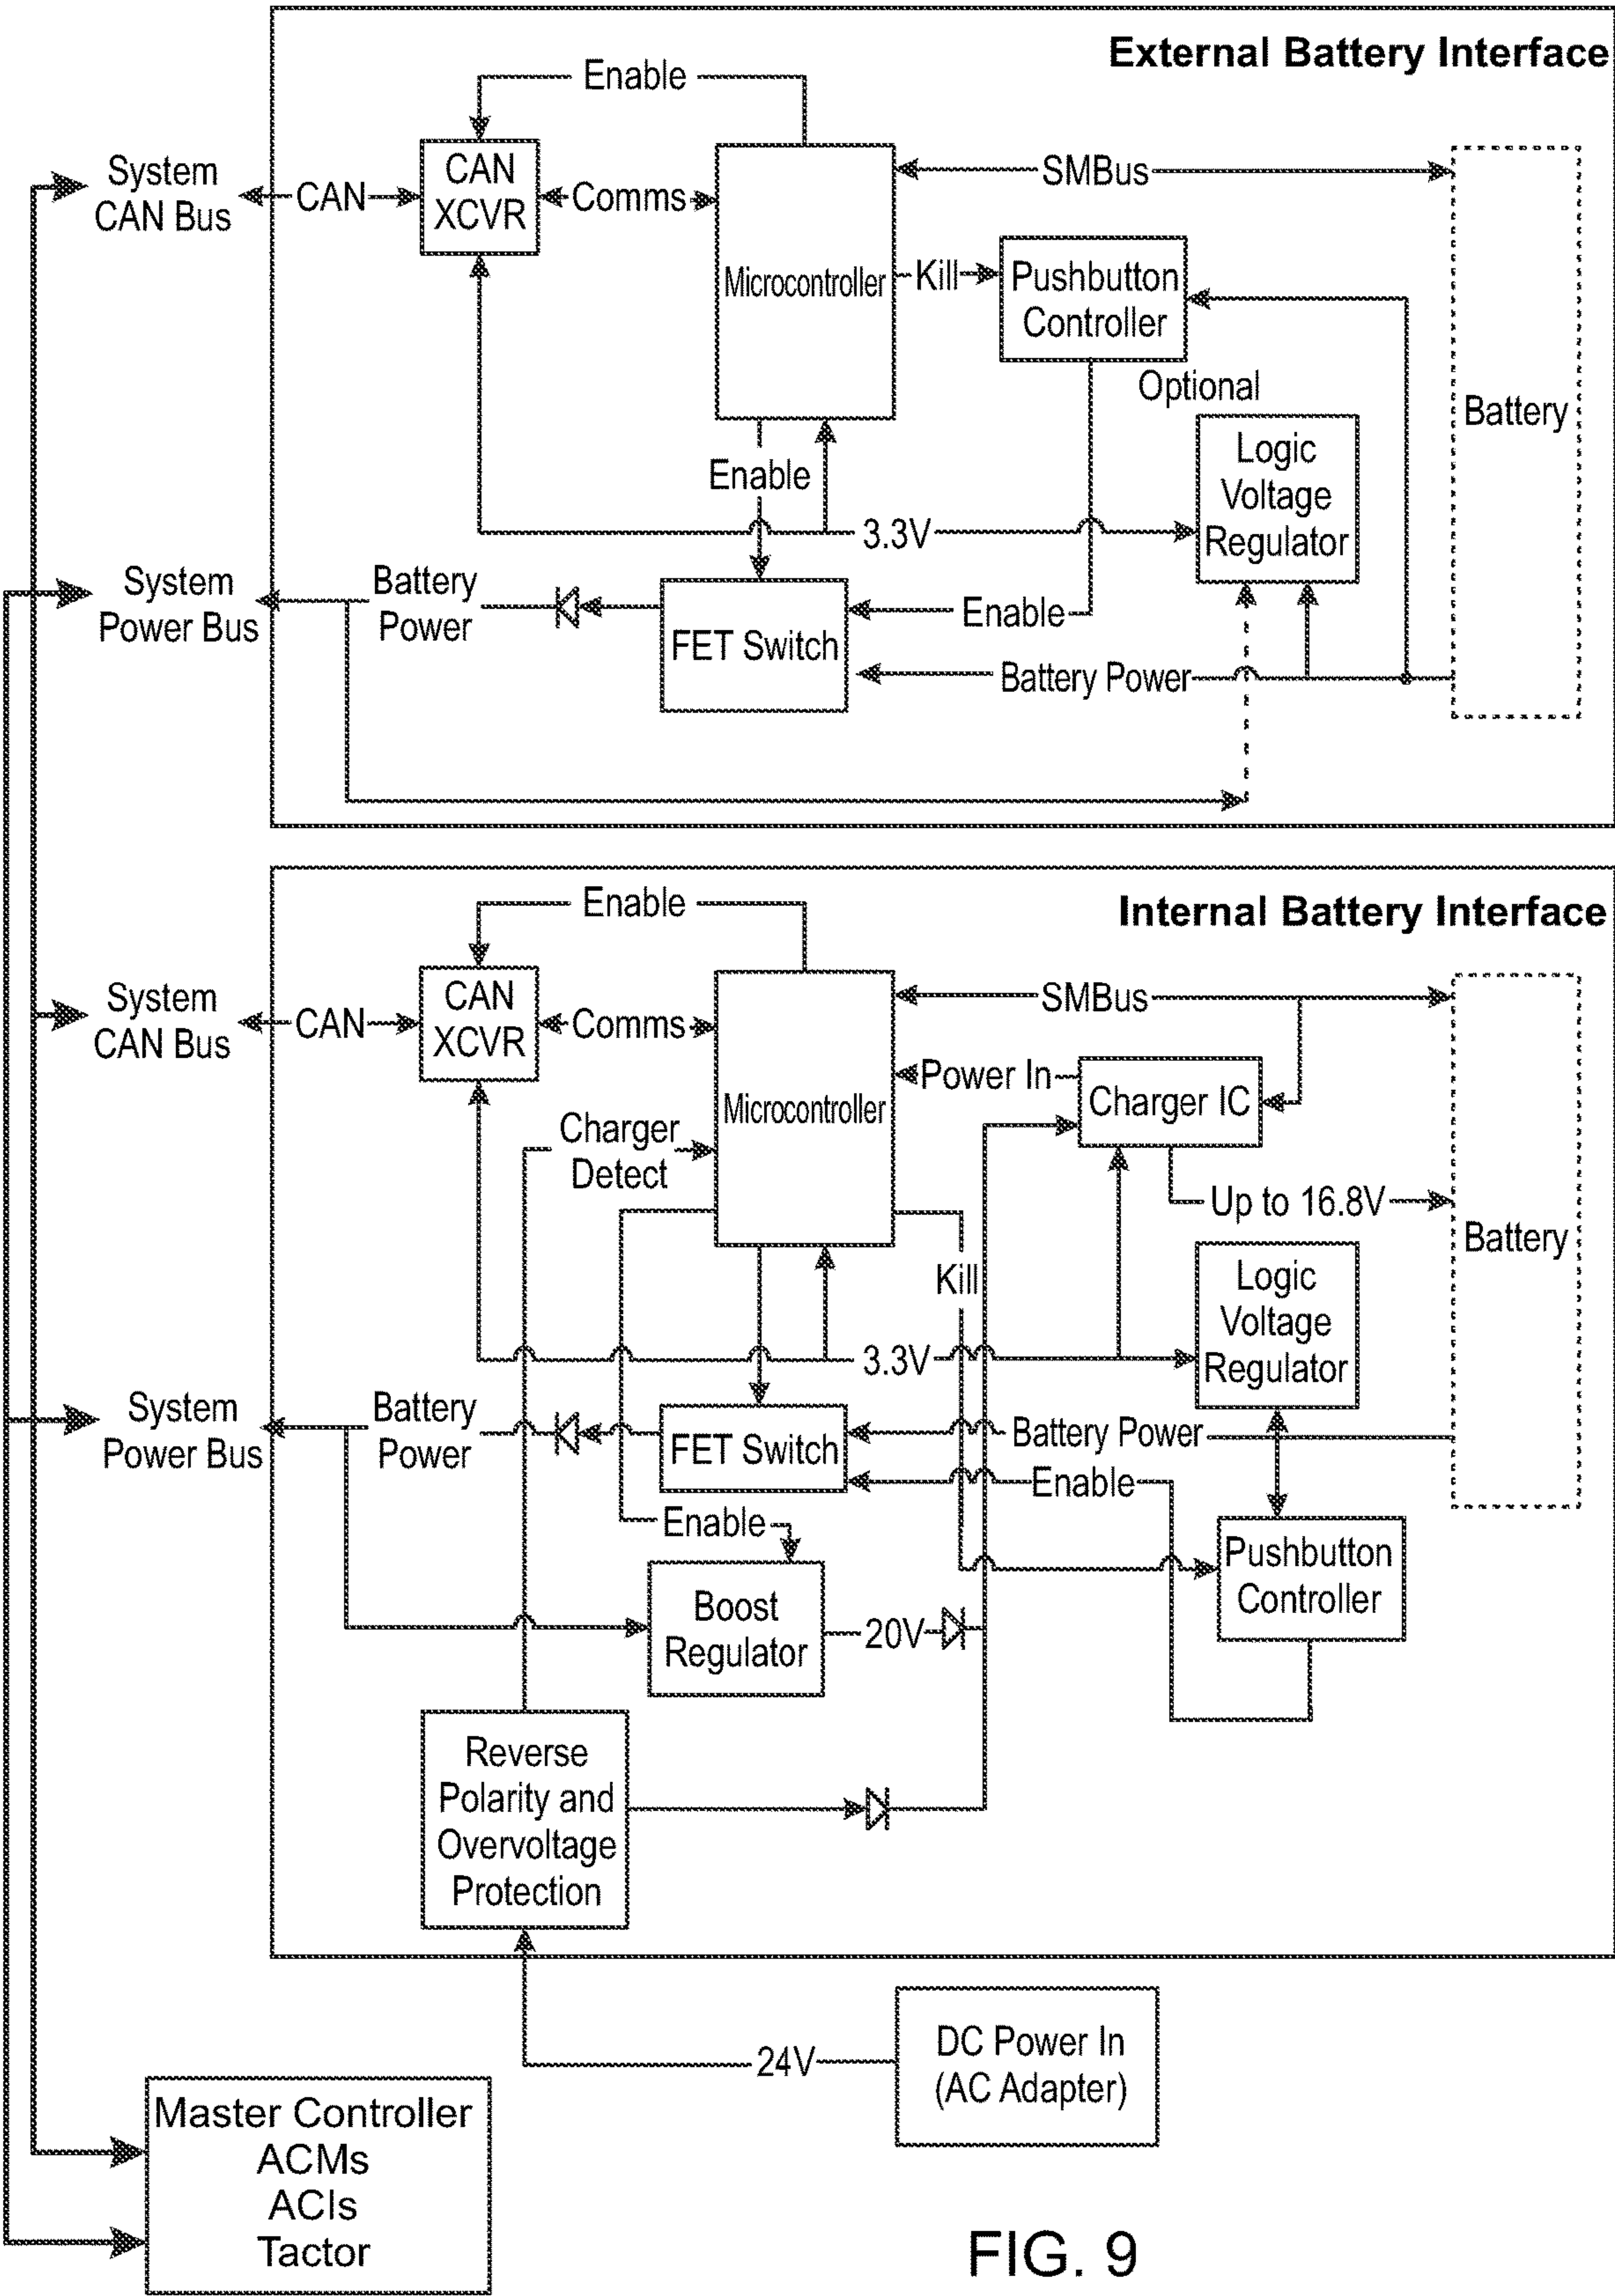 External Battery Interface
Enable
System
CAN Bus
CAN
CAN
XCVR
Comms
Microcontroller
SMBus
Kill
Pushbutton
Controller
Optional
Battery
Logic
Voltage
Regulator
Enable
3.3V
System
Power Bus
Battery
Power
FET Switch
Enable
Battery Power
Internal Battery Interface
Enable
System
CAN Bus
CAN
CAN
XCVR
Comms
Microcontroller
SMBus
Power In
Charger IC
Charger
Detect
Up to 16.8V
Battery
Kill
Logic
Voltage
Regulator
3.3V
System
Power Bus
Battery
Power
FET Switch
Battery Power
Enable
Enable
Pushbutton
Controller
Boost
Regulator
20V
Reverse
Polarity and
Overvoltage
Protection
24V
DC Power In
(AC Adapter)
Master Controller
ACMs
ACIs
Tactor
FIG. 9